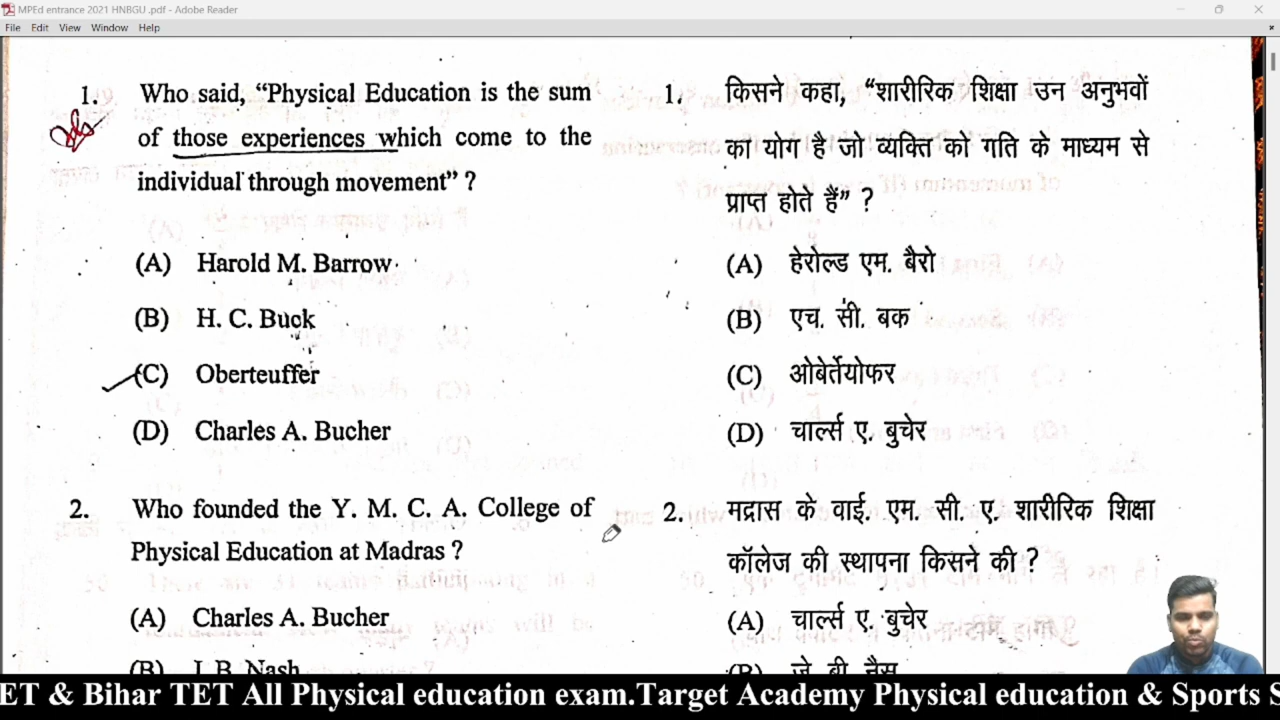 MPEd entrance 2021 HNBGU .pdf - Adobe Reader
File Edit View Window Help
1. Who said, “Physical Education is the sum
of those experiences which come to the
individual through movement” ?
(A) Harold M. Barrow
(B) H. C. Buck
(C) Oberteuffer
(D) Charles A. Bucher
2. Who founded the Y. M. C. A. College of
Physical Education at Madras ?
(A) Charles A. Bucher
(B) J. B. Nash
1. किसने कहा, “शारीरिक शिक्षा उन अनुभवों
का योग है जो व्यक्ति को गति के माध्यम से
प्राप्त होते हैं” ?
(A) हेरोल्ड एम. बैरो
(B) एच. सी. बक
(C) ओबेर्तेयोफर
(D) चार्ल्स ए. बुचेर
2. मद्रास के वाई. एम. सी. ए. शारीरिक शिक्षा
कॉलेज की स्थापना किसने की ?
(A) चार्ल्स ए. बुचेर
(B) जे. बी. नैस
ET & Bihar TET All Physical education exam.Target Academy Physical education & Sports S